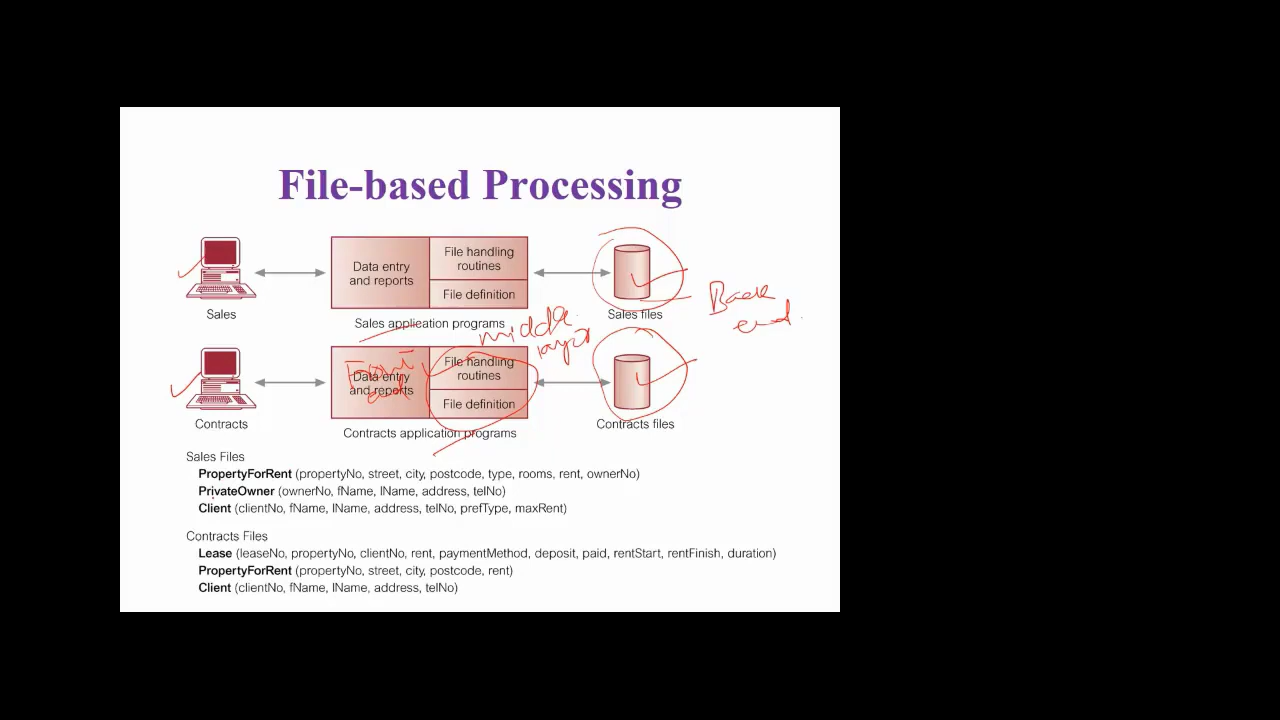 File-based Processing
Data entry
and reports
File handling
routines
File definition
Sales
Sales application programs
Sales files
Back
end
middle
layer
Front
end
Data entry
and reports
File handling
routines
File definition
Contracts
Contracts application programs
Contracts files
Sales Files
PropertyForRent (propertyNo, street, city, postcode, type, rooms, rent, ownerNo)
PrivateOwner (ownerNo, fName, lName, address, telNo)
Client (clientNo, fName, lName, address, telNo, prefType, maxRent)
Contracts Files
Lease (leaseNo, propertyNo, clientNo, rent, paymentMethod, deposit, paid, rentStart, rentFinish, duration)
PropertyForRent (propertyNo, street, city, postcode, rent)
Client (clientNo, fName, lName, address, telNo)